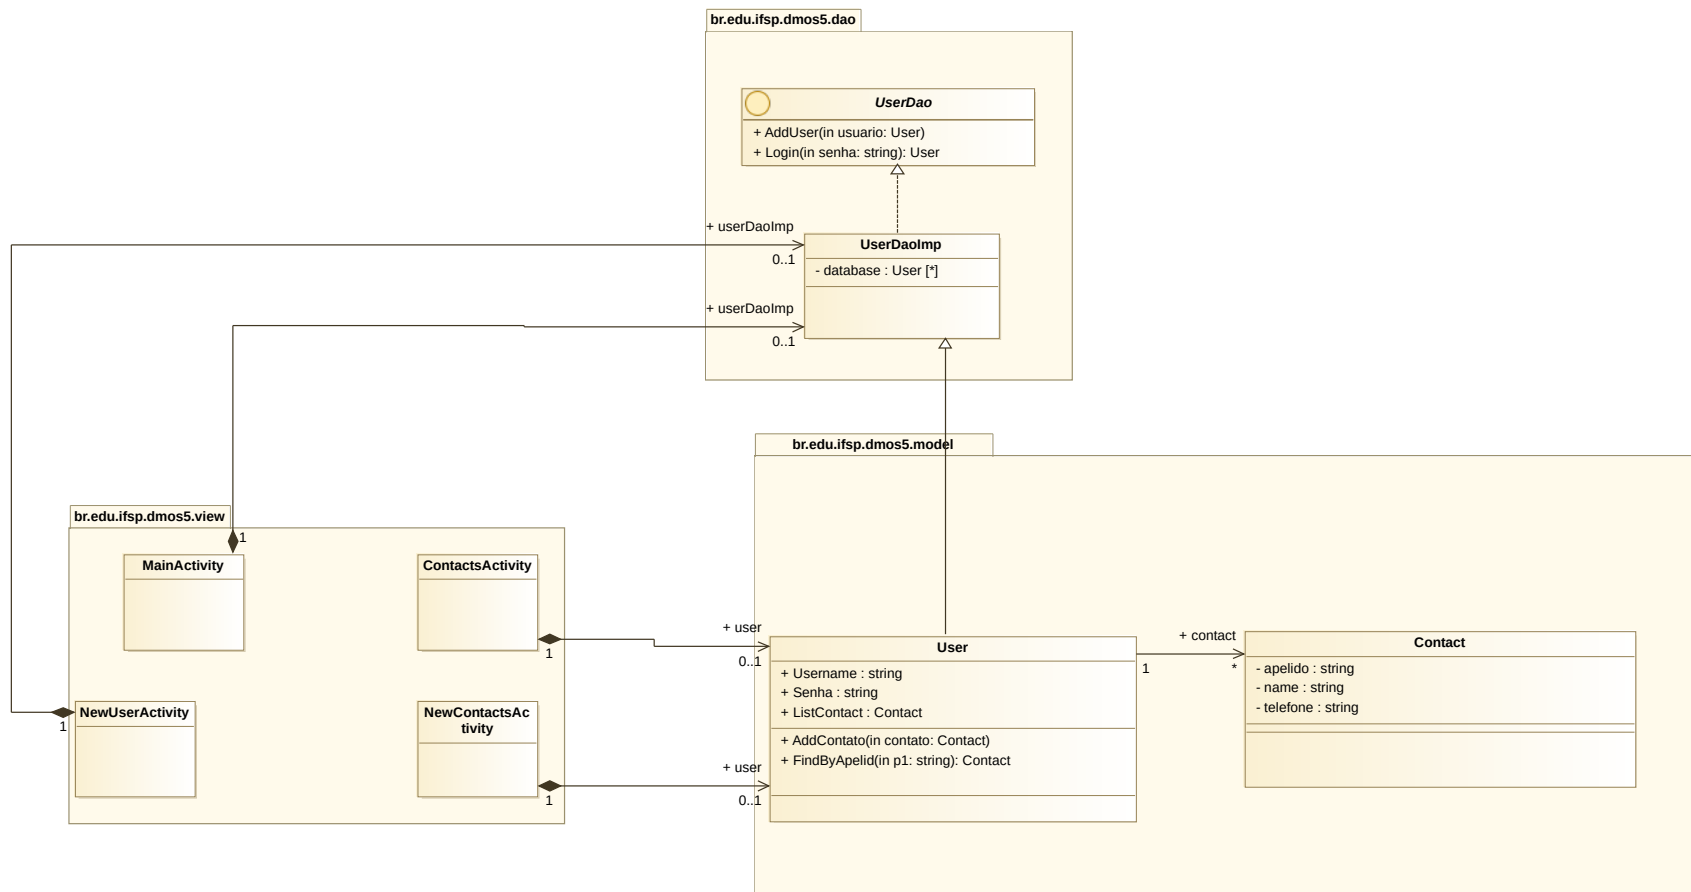 br.edu.ifsp.dmos5.dao
UserDao
+ AddUser(in usuario: User)
+ Login(in senha: string): User
+ userDaoImp
0..1
UserDaoImp
- database : User [*]
+ userDaoImp
0..1
br.edu.ifsp.dmos5.model
br.edu.ifsp.dmos5.view
1
MainActivity
ContactsActivity
1
NewUserActivity
1
NewContactsAc
tivity
1
+ user
0..1
+ user
0..1
User
+ Username : string
+ Senha : string
+ ListContact : Contact
+ AddContato(in contato: Contact)
+ FindByApelid(in p1: string): Contact
1
+ contact
*
Contact
- apelido : string
- name : string
- telefone : string